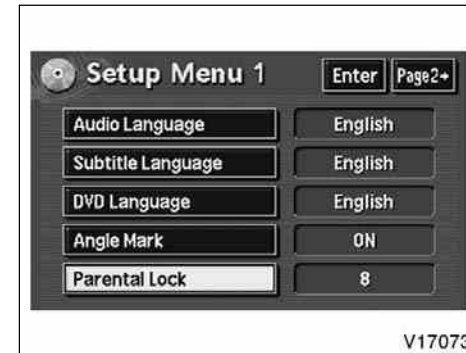 Setup Menu 1 Enter Page2→
Audio Language English
Subtitle Language English
DVD Language English
Angle Mark ON
Parental Lock 8
V17073